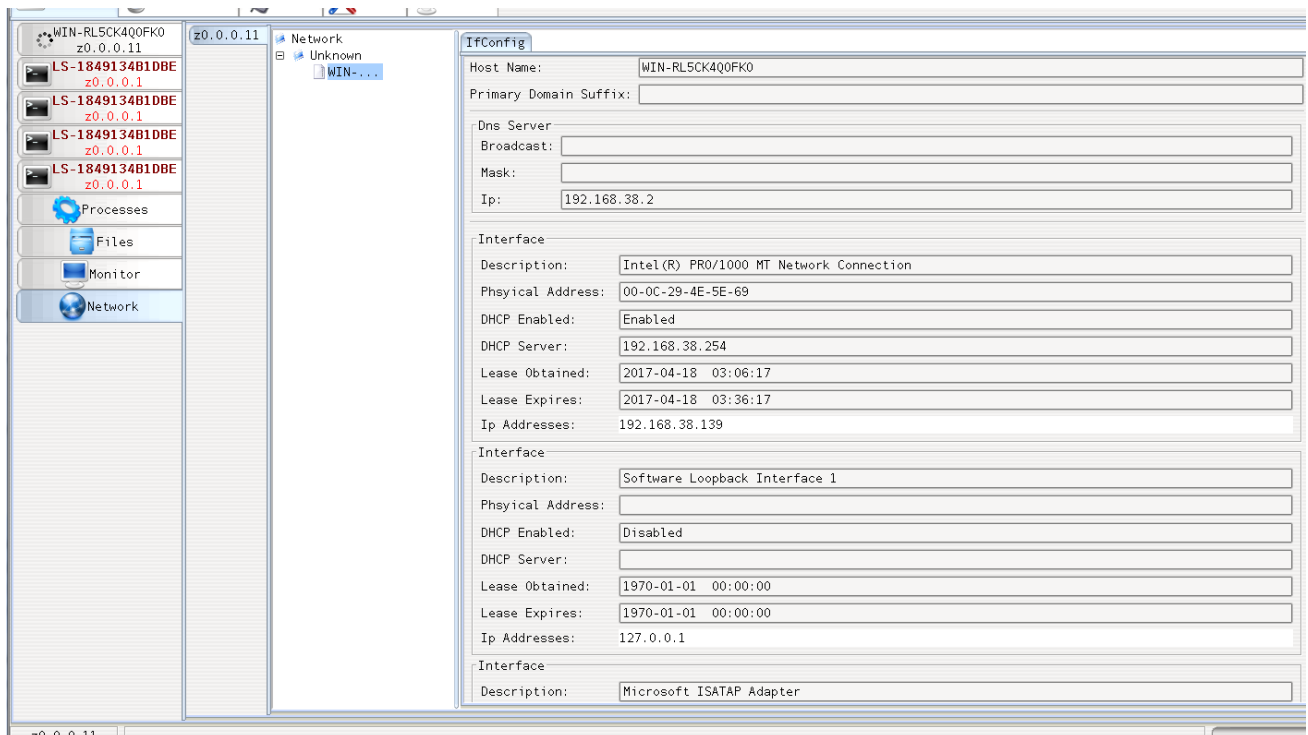 WIN-RL5CK4Q0FK0
z0.0.0.11
LS-1849134B1DBE
z0.0.0.1
LS-1849134B1DBE
z0.0.0.1
LS-1849134B1DBE
z0.0.0.1
LS-1849134B1DBE
z0.0.0.1
Processes
Files
Monitor
Network
z0.0.0.11
Network
Unknown
WIN-...
IfConfig
Host Name: WIN-RL5CK4Q0FK0
Primary Domain Suffix:
Dns Server
Broadcast:
Mask:
Ip: 192.168.38.2
Interface
Description: Intel(R) PRO/1000 MT Network Connection
Phsyical Address: 00-0C-29-4E-5E-69
DHCP Enabled: Enabled
DHCP Server: 192.168.38.254
Lease Obtained: 2017-04-18 03:06:17
Lease Expires: 2017-04-18 03:36:17
Ip Addresses: 192.168.38.139
Interface
Description: Software Loopback Interface 1
Phsyical Address:
DHCP Enabled: Disabled
DHCP Server:
Lease Obtained: 1970-01-01 00:00:00
Lease Expires: 1970-01-01 00:00:00
Ip Addresses: 127.0.0.1
Interface
Description: Microsoft ISATAP Adapter
z0.0.0.11